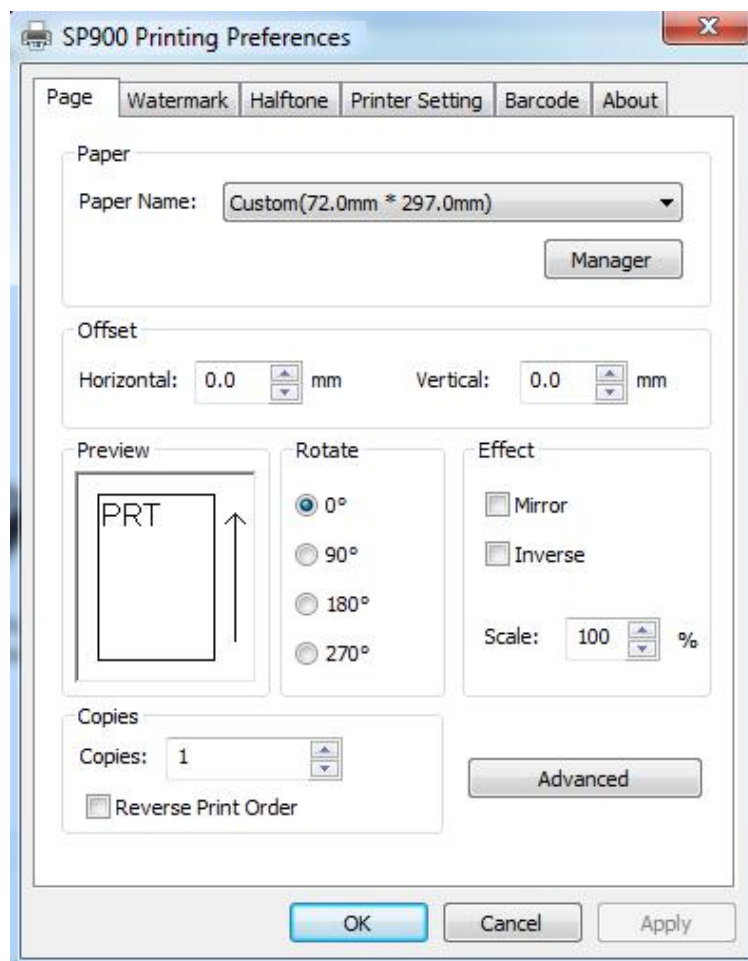 SP900 Printing Preferences
Page Watermark Halftone Printer Setting Barcode About
Paper
Paper Name: Custom(72.0mm * 297.0mm)
Manager
Offset
Horizontal: 0.0 mm Vertical: 0.0 mm
Preview Rotate Effect
PRT
0° Mirror
90° Inverse
180°
270°
Scale: 100 %
Copies
Copies: 1
Advanced
Reverse Print Order
OK Cancel Apply